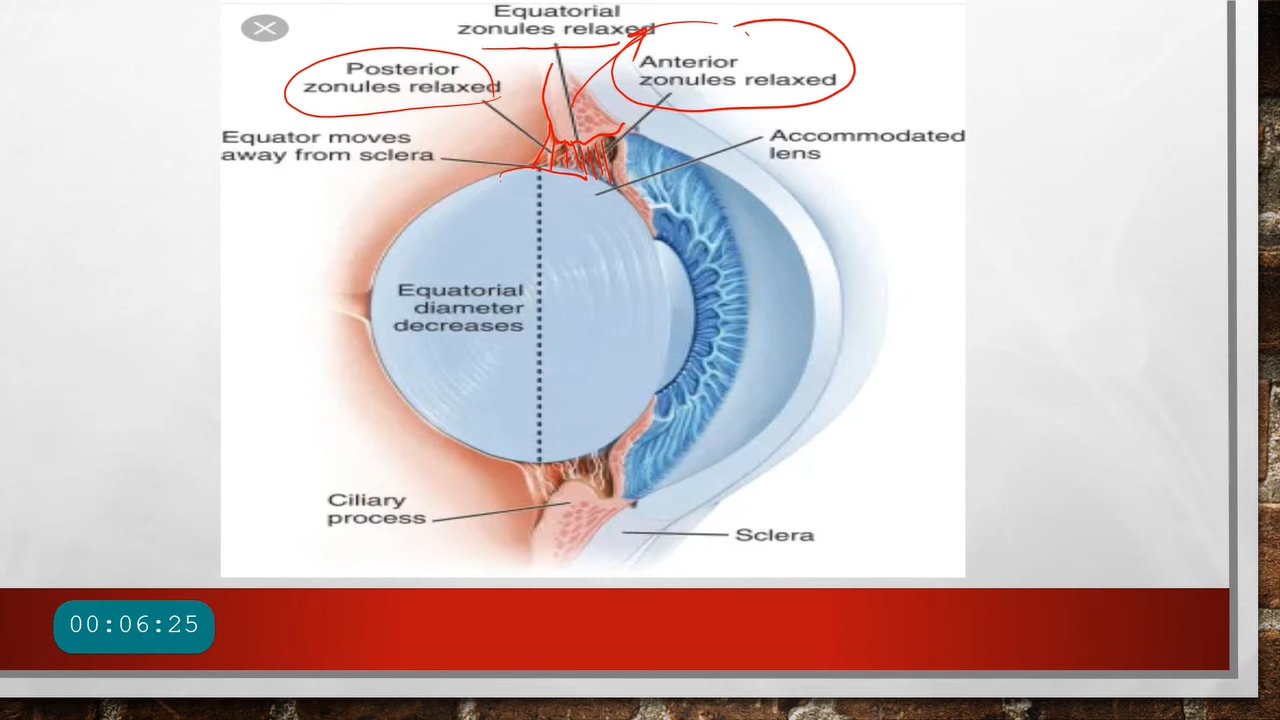 Equatorial
zonules relaxed
Posterior
zonules relaxed
Anterior
zonules relaxed
Equator moves
away from sclera
Accommodated
lens
Equatorial
diameter
decreases
Ciliary
process
Sclera
00:06:25